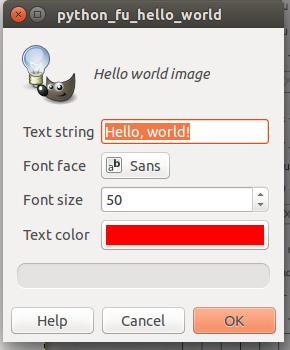 python_fu_hello_world
Hello world image
Text string Hello, world!
Font face Sans
Font size 50
Text color
Help Cancel OK